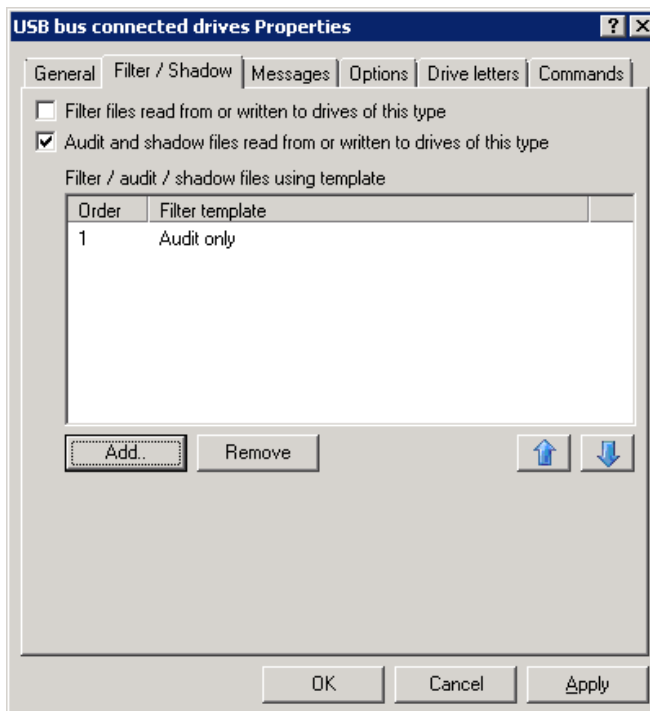 USB bus connected drives Properties
General Filter / Shadow Messages Options Drive letters Commands
Filter files read from or written to drives of this type
Audit and shadow files read from or written to drives of this type
Filter / audit / shadow files using template
Order Filter template
1 Audit only
Add.. Remove
OK Cancel Apply